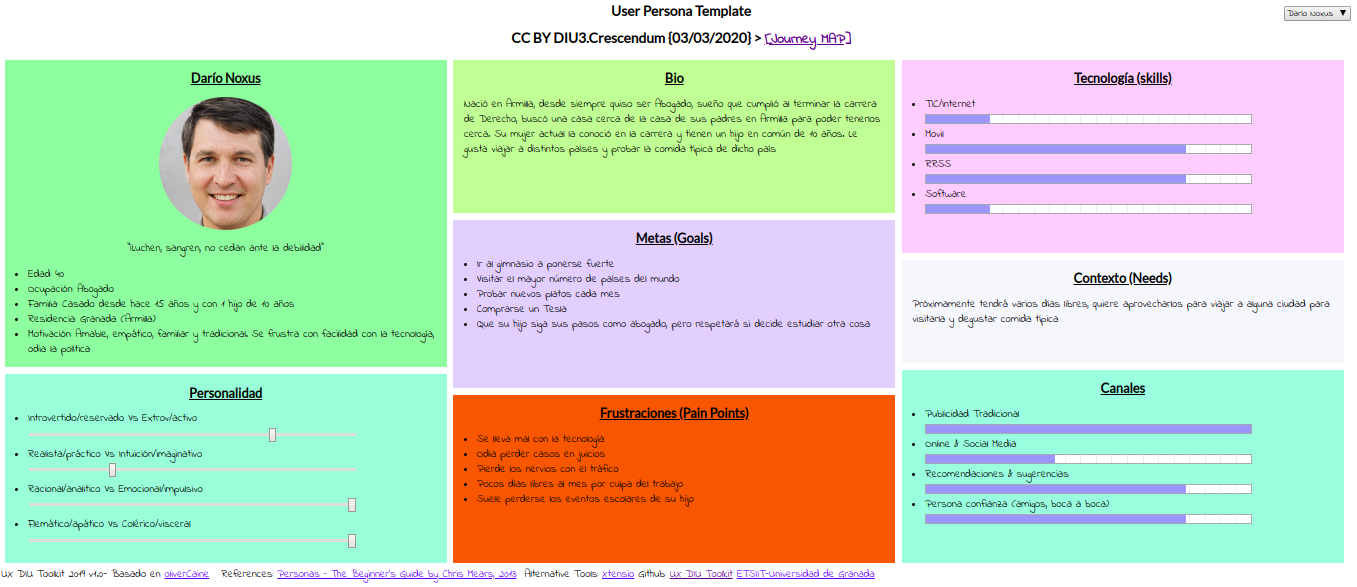 User Persona Template
Darío Noxus ▼
CC BY DIU3.Crescendum {03/03/2020} > [Journey MAP]
Darío Noxus
"¡Luchen, sangren, no cedan ante la debilidad"
Edad: 40
Ocupación: Abogado
Familia: Casado desde hace 15 años y con 1 hijo de 10 años
Residencia: Granada (Armilla)
Motivación: Amable, empático, familiar y tradicional. Se frustra con facilidad con la tecnología,
odia la política
Personalidad
Introvertido/reservado Vs Extrov/activo
Realista/práctico Vs Intuición/imaginativo
Racional/analítico Vs Emocional/impulsivo
Flemático/apático Vs Colérico/visceral
Bio
Nació en Armilla, desde siempre quiso ser Abogado, sueño que cumplió al terminar la carrera
de Derecho, buscó una casa cerca de la casa de sus padres en Armilla para poder tenerlos
cerca. Su mujer actual la conoció en la carrera y tienen un hijo en común de 10 años. Le
gusta viajar a distintos países y probar la comida típica de dicho país
Metas (Goals)
Ir al gimnasio a ponerse fuerte
Visitar el mayor número de países del mundo
Probar nuevos platos cada mes
Comprarse un Tesla
Que su hijo siga sus pasos como abogado, pero respetará si decide estudiar otra cosa
Frustraciones (Pain Points)
Se lleva mal con la tecnología
Odia perder casos en juicios
Pierde los nervios con el tráfico
Pocos días libres al mes por culpa del trabajo
Suele perderse los eventos escolares de su hijo
Tecnología (skills)
TIC/Internet
Movil
RRSS
Software
Contexto (Needs)
Próximamente tendrá varios días libres, quiere aprovecharlos para viajar a alguna ciudad para
visitarla y degustar comida típica
Canales
Publicidad Tradicional
Online & Social Media
Recomendaciones & sugerencias
Persona confianza (amigos, boca a boca)
UX DIU Toolkit 2019 v1.0- Basado en oliverCaine References: Personas - The Beginner's Guide by Chris Mears, 2013 Alternative Tools: xtensio Github: UX DIU Toolkit ETSIIT-Universidad de Granada